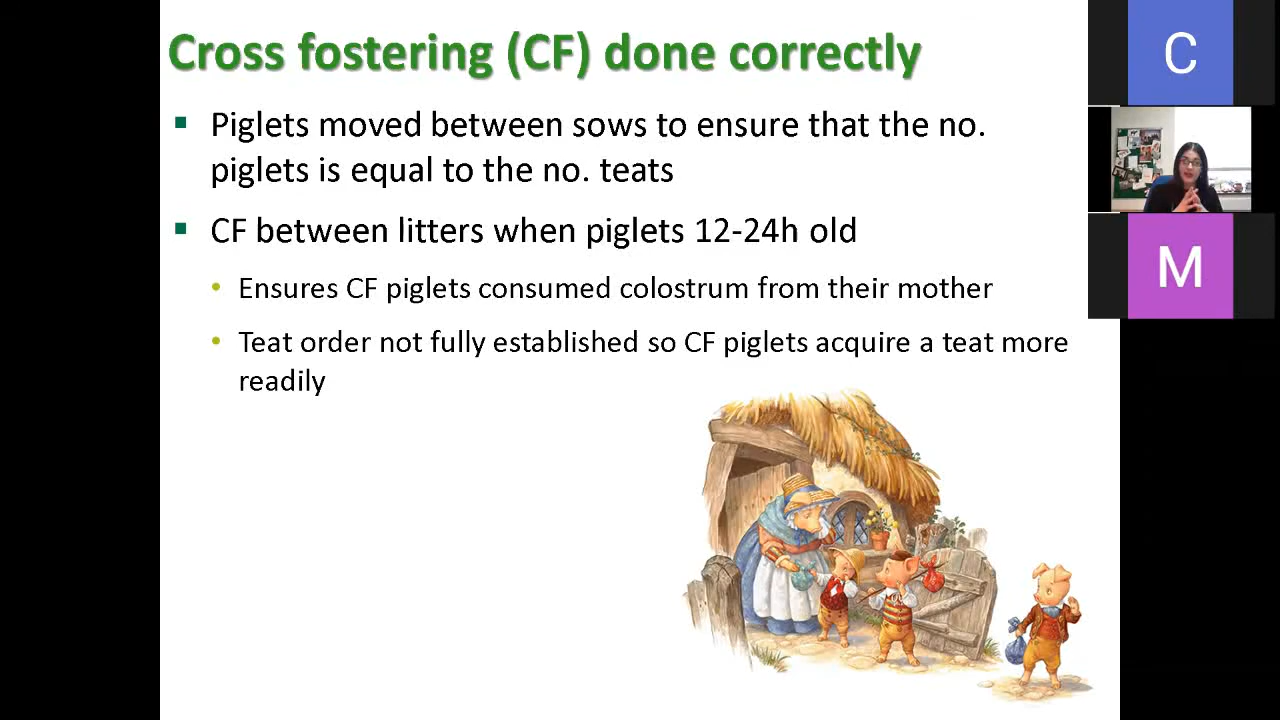 Cross fostering (CF) done correctly
Piglets moved between sows to ensure that the no.
piglets is equal to the no. teats
CF between litters when piglets 12-24h old
Ensures CF piglets consumed colostrum from their mother
Teat order not fully established so CF piglets acquire a teat more
readily
C
M